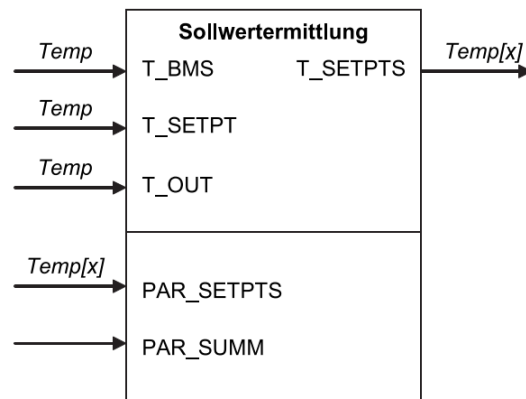 Sollwertermittlung
Temp T_BMS T_SETPTS Temp[x]
Temp T_SETPT
Temp T_OUT
Temp[x] PAR_SETPTS
PAR_SUMM